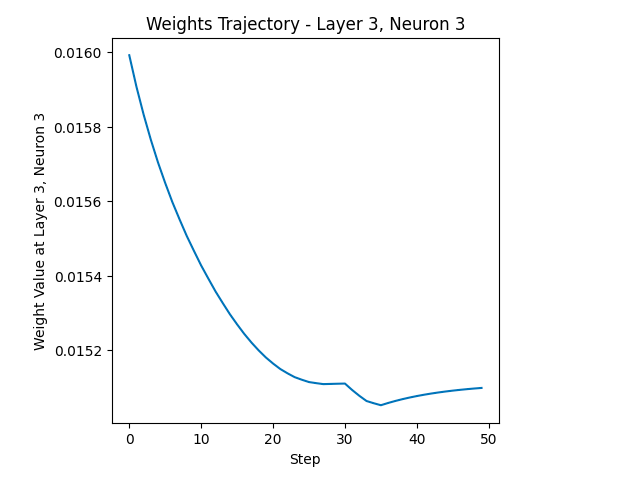 Weights Trajectory - Layer 3, Neuron 3
Weight Value at Layer 3, Neuron 3
0.0160
0.0158
0.0156
0.0154
0.0152
0 10 20 30 40 50
Step